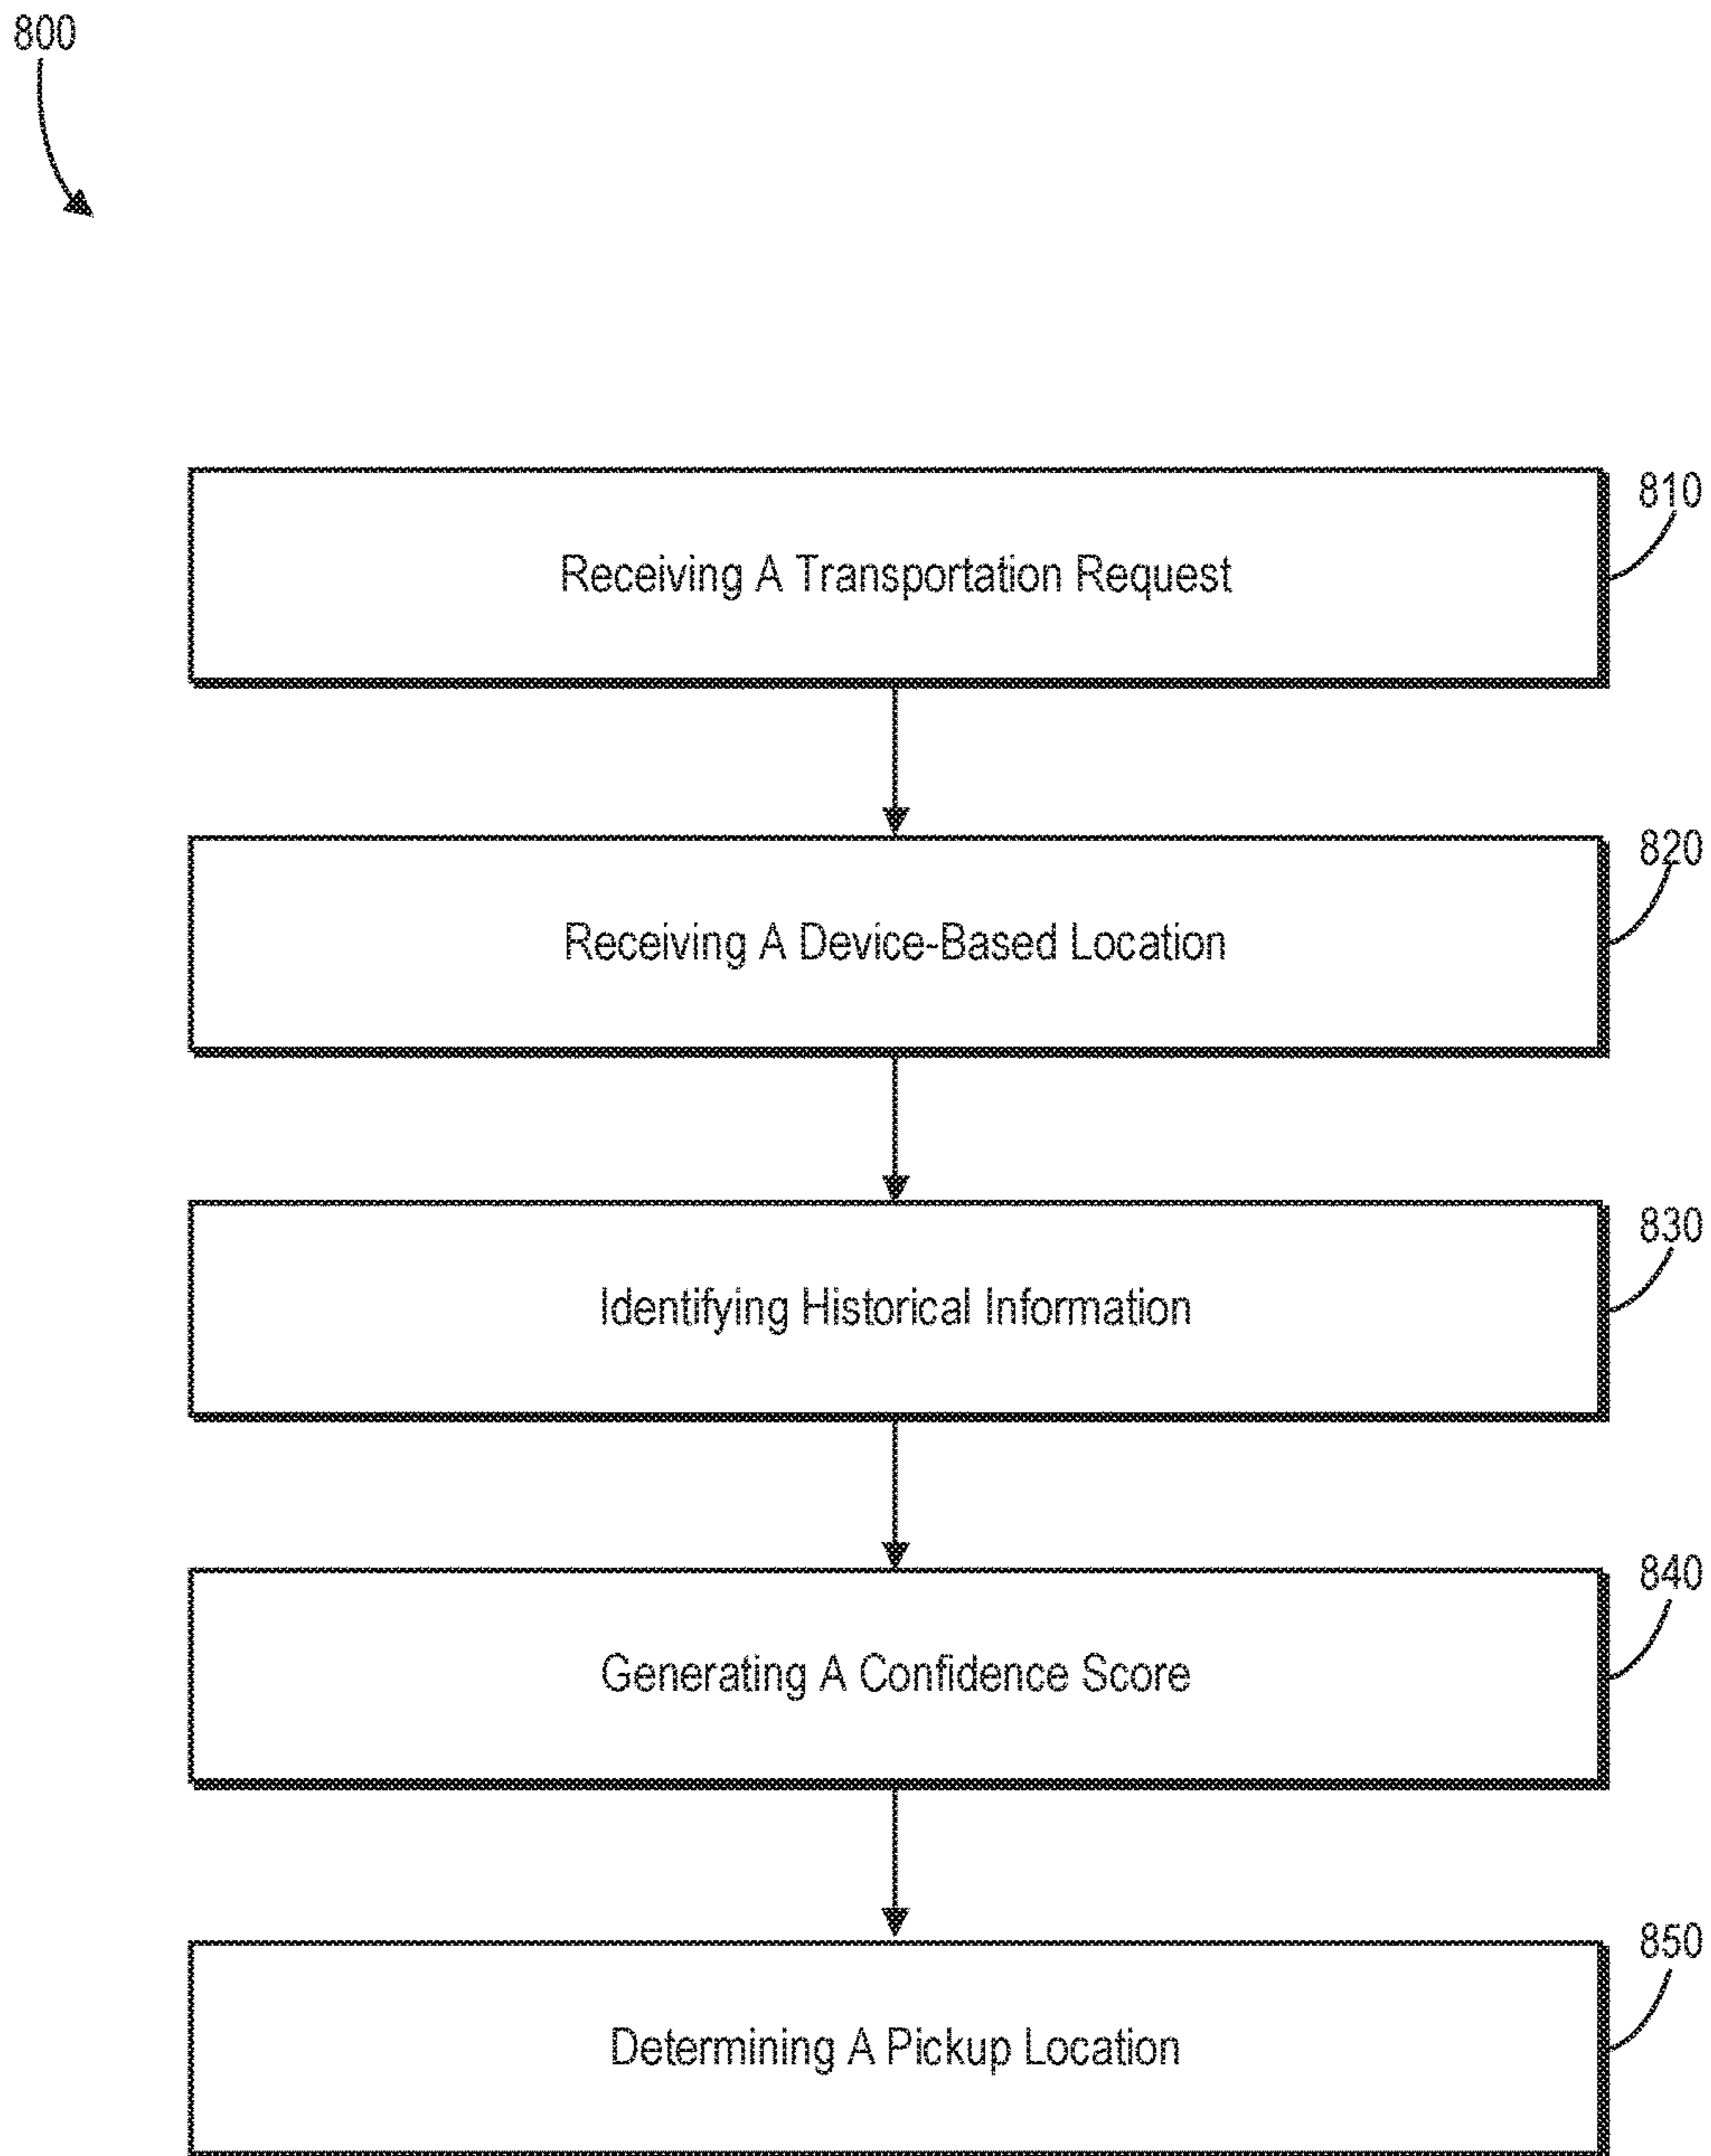 800
810
Receiving A Transportation Request
820
Receiving A Device-Based Location
830
Identifying Historical Information
840
Generating A Confidence Score
850
Determining A Pickup Location